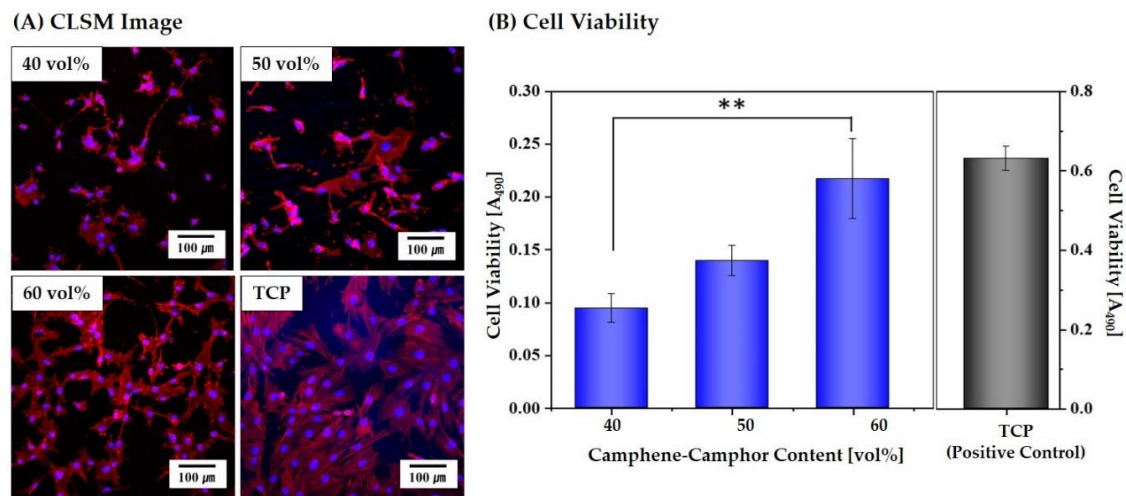 (A) CLSM Image
40 vol%
50 vol%
100 µm
100 µm
60 vol%
TCP
100 µm
100 µm
(B) Cell Viability
**
0.30
0.25
0.20
0.15
0.10
0.05
0.00
Cell Viability [A₄₉₀]
40
50
60
Camphene-Camphor Content [vol%]
0.8
0.6
0.4
0.2
0.0
Cell Viability [A₄₉₀]
TCP
(Positive Control)